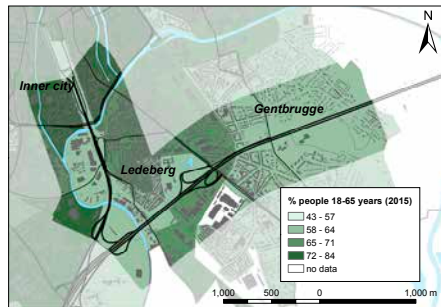 N
Inner city
Gentbrugge
Ledeberg
% people 18-65 years (2015)
43 - 57
58 - 64
65 - 71
72 - 84
no data
1,000 500 0 1,000 m